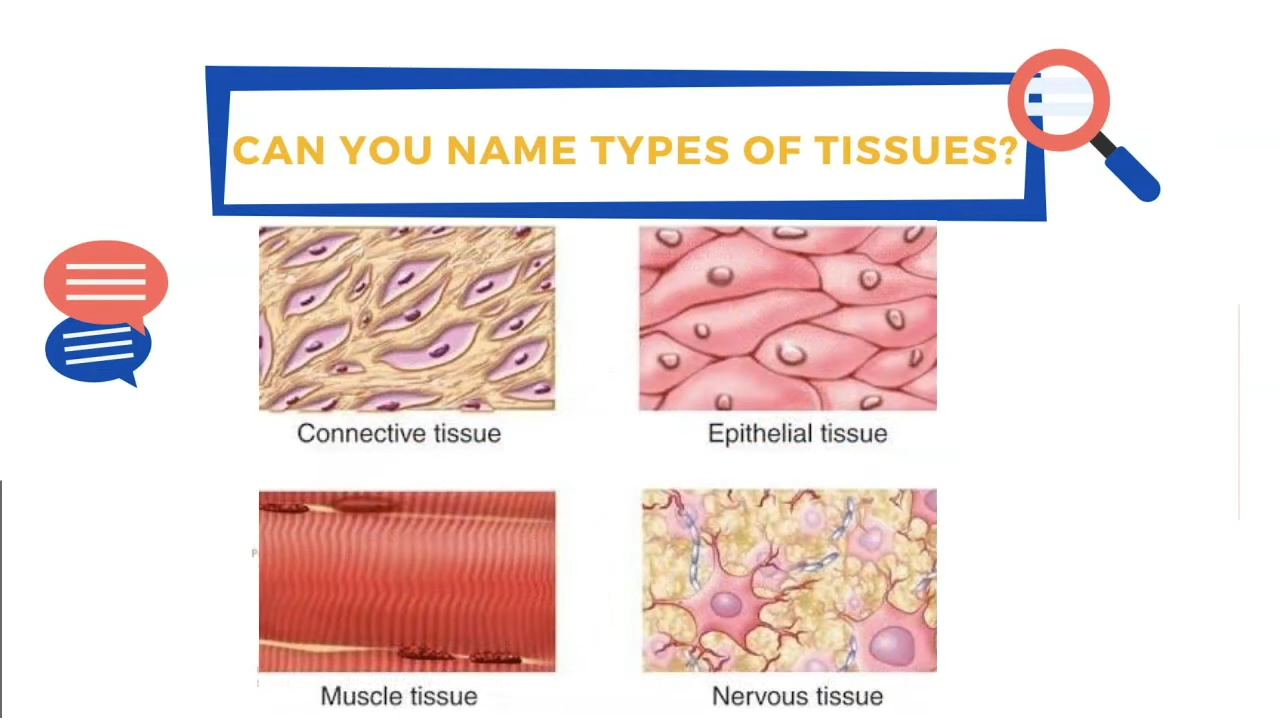 CAN YOU NAME TYPES OF TISSUES?
Connective tissue
Epithelial tissue
Muscle tissue
Nervous tissue